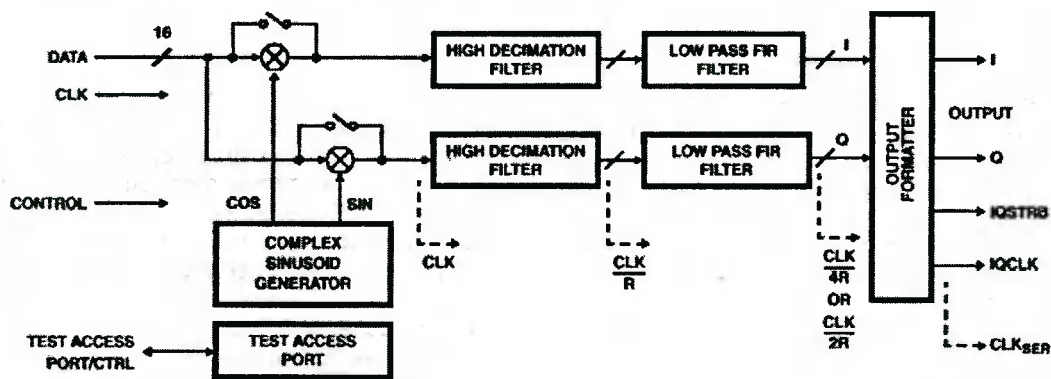 16
DATA
CLK
HIGH DECIMATION
FILTER
LOW PASS FIR
FILTER
I
I
OUTPUT
HIGH DECIMATION
FILTER
LOW PASS FIR
FILTER
Q
Q
OUTPUT
FORMATTER
CONTROL
COS
SIN
COMPLEX
SINUSOID
GENERATOR
CLK
CLK
R
CLK
4R
OR
CLK
2R
IQSTRB
IQCLK
CLKSER
TEST ACCESS
PORT/CTRL
TEST ACCESS
PORT